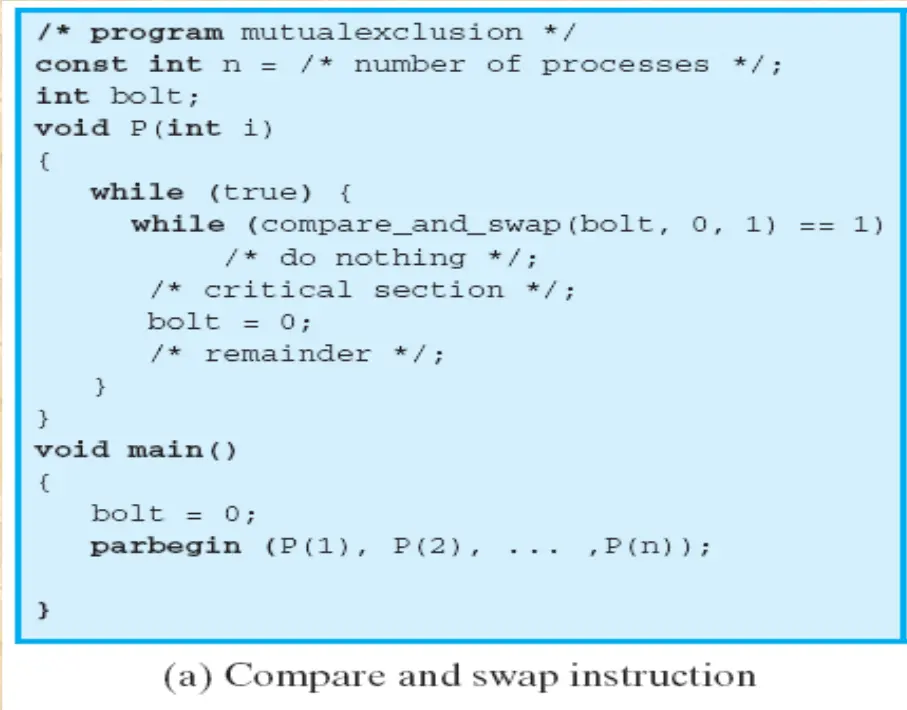 /* program mutualexclusion */
const int n = /* number of processes */;
int bolt;
void P(int i)
{
while (true) {
while (compare_and_swap(bolt, 0, 1) == 1)
/* do nothing */;
/* critical section */;
bolt = 0;
/* remainder */;
}
}
void main()
{
bolt = 0;
parbegin (P(1), P(2), ... ,P(n));
}
(a) Compare and swap instruction